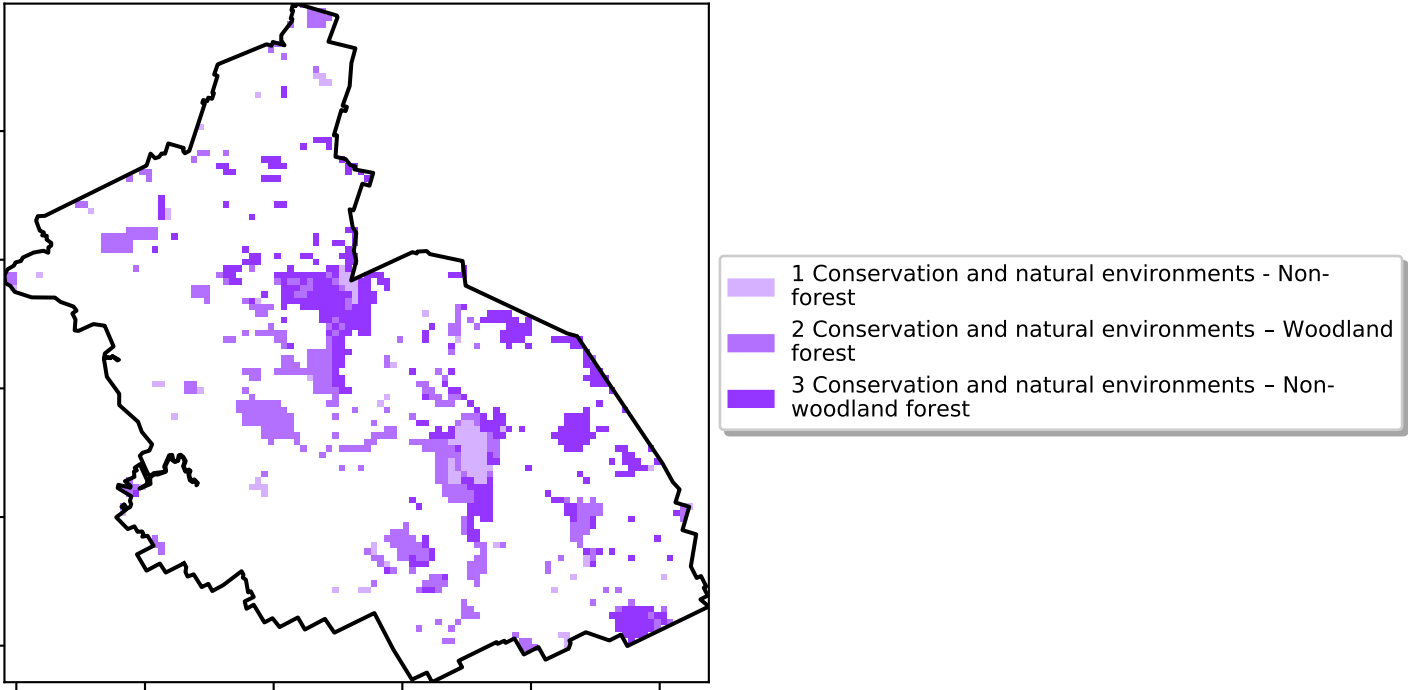 1 Conservation and natural environments - Non-
forest
2 Conservation and natural environments – Woodland
forest
3 Conservation and natural environments – Non-
woodland forest